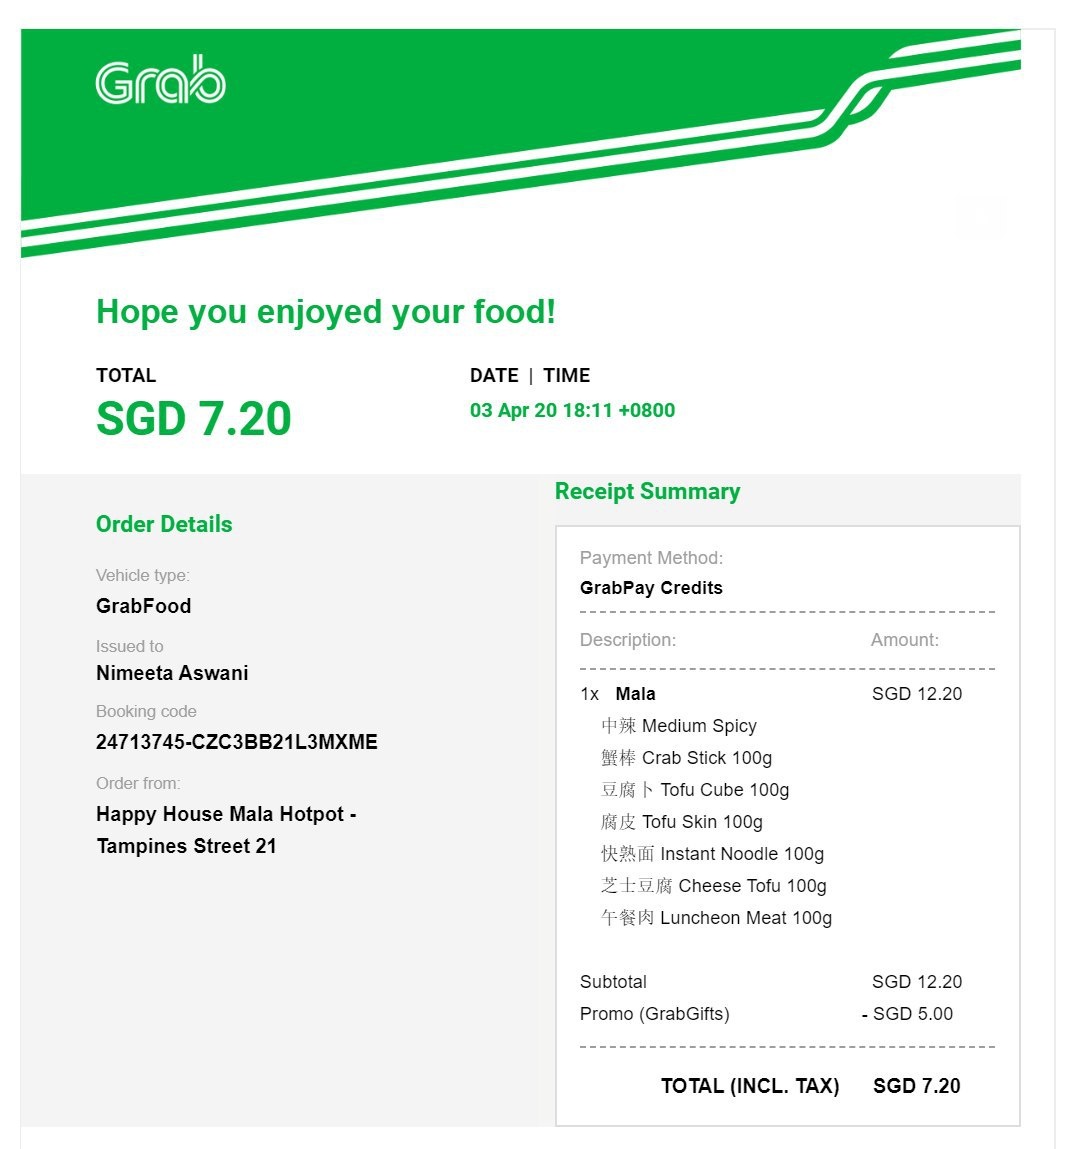 Grab
Hope you enjoyed your food!
TOTAL
SGD 7.20
DATE | TIME
03 Apr 20 18:11 +0800
Order Details
Vehicle type:
GrabFood
Issued to
Nimeeta Aswani
Booking code
24713745-CZC3BB21L3MXME
Order from:
Happy House Mala Hotpot -
Tampines Street 21
Receipt Summary
Payment Method:
GrabPay Credits
Description: Amount:
1x Mala SGD 12.20
中辣 Medium Spicy
蟹棒 Crab Stick 100g
豆腐卜 Tofu Cube 100g
腐皮 Tofu Skin 100g
快熟面 Instant Noodle 100g
芝士豆腐 Cheese Tofu 100g
午餐肉 Luncheon Meat 100g
Subtotal SGD 12.20
Promo (GrabGifts) - SGD 5.00
TOTAL (INCL. TAX) SGD 7.20